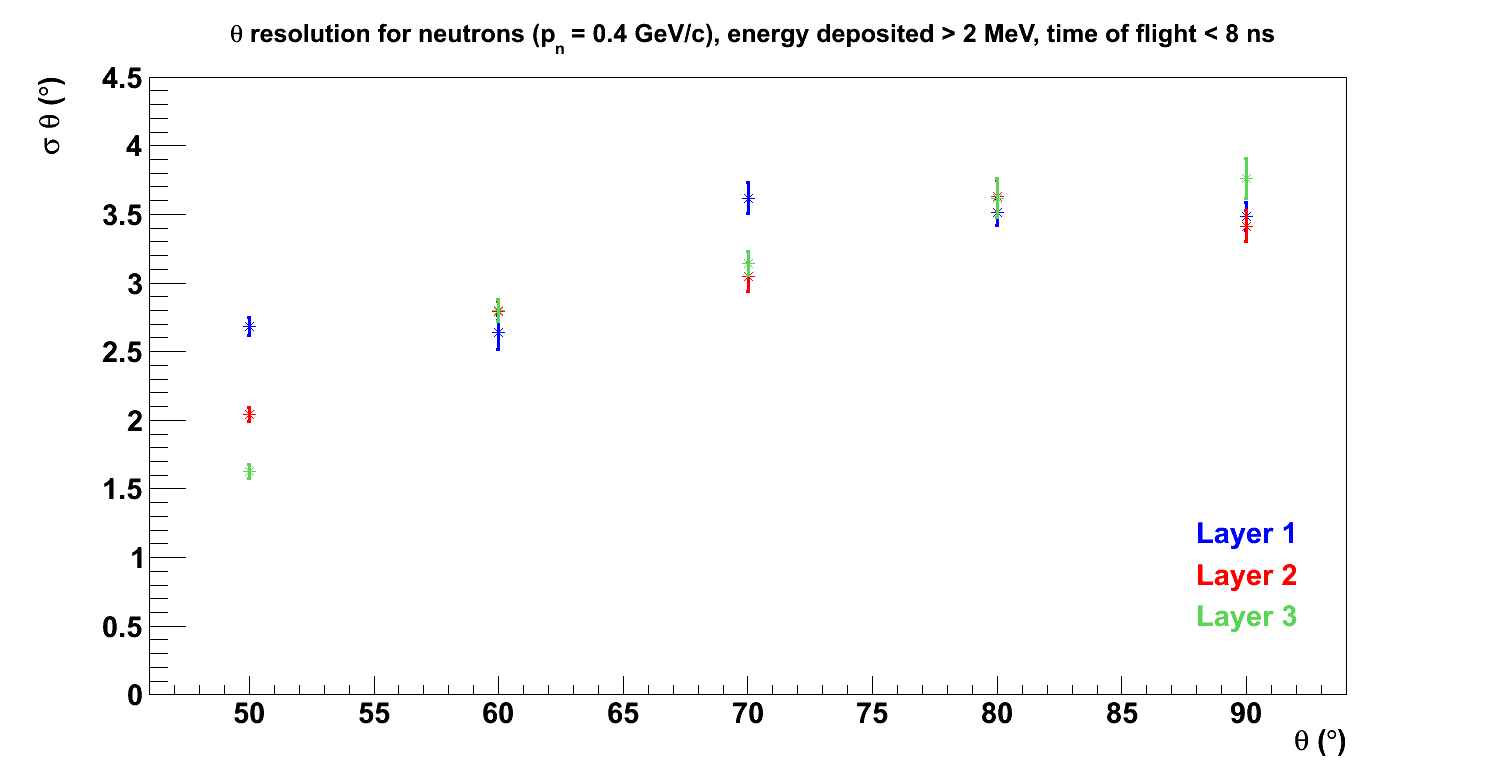 θ resolution for neutrons (pn = 0.4 GeV/c), energy deposited > 2 MeV, time of flight < 8 ns
σ θ (°)
4.5
4
3.5
3
2.5
2
1.5
1
0.5
0
Layer 1
Layer 2
Layer 3
50 55 60 65 70 75 80 85 90
θ (°)